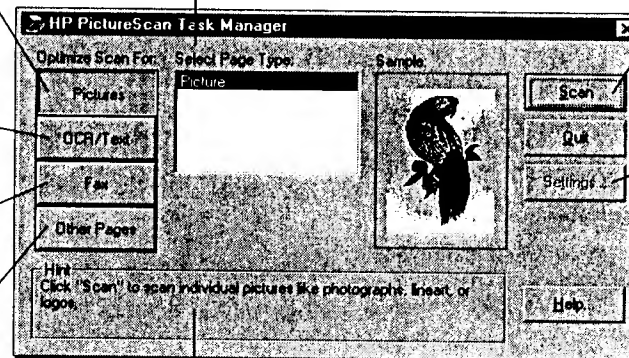 HP PictureScan Task Manager
Optimize Scan For:
Pictures
OCR/Text
Fax
Other Pages
Select Page Type:
Picture
Sample:
Scan
Quit
Settings...
Help...
Hint
Click "Scan" to scan individual pictures like photographs, lineart, or
logos.